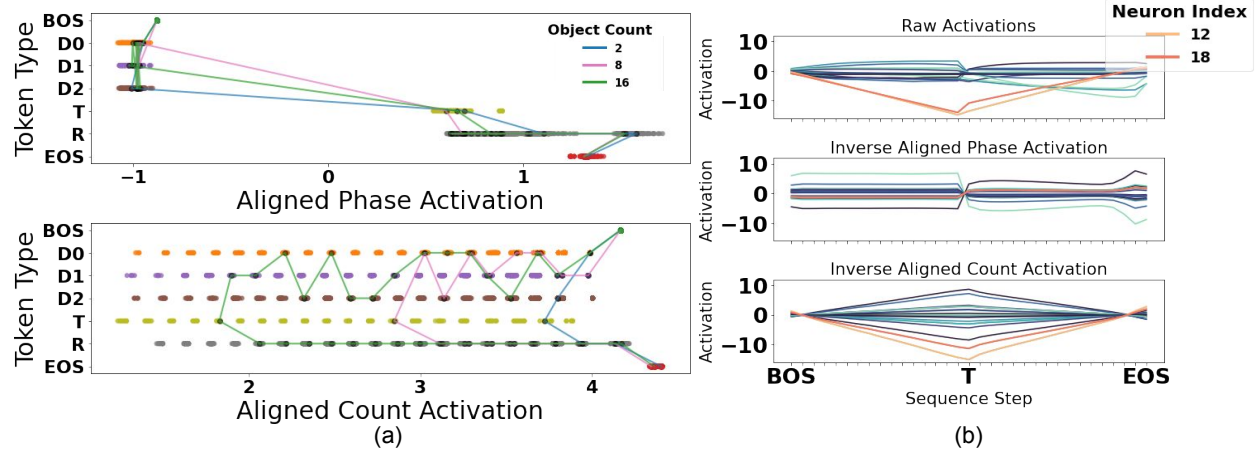 Token Type
BOS
D0
D1
D2
T
R
EOS
Object Count
2
8
16
−1 0 1
Aligned Phase Activation
Token Type
BOS
D0
D1
D2
T
R
EOS
2 3 4
Aligned Count Activation
(a)
Raw Activations
Neuron Index
12
18
Activation
10
0
−10
Inverse Aligned Phase Activation
Activation
10
0
−10
Inverse Aligned Count Activation
Activation
10
0
−10
BOS T EOS
Sequence Step
(b)